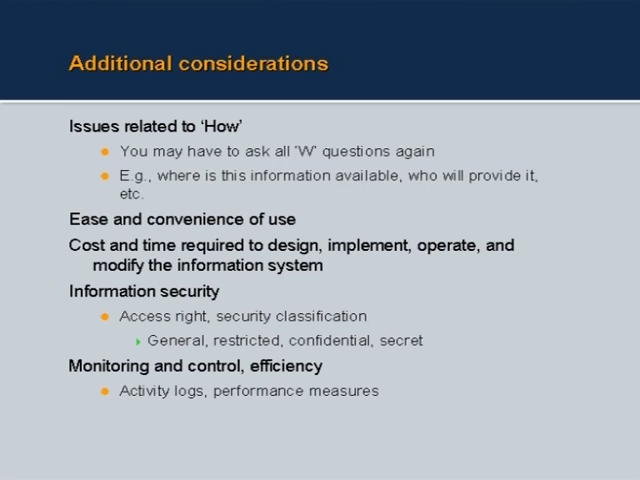 Additional considerations
Issues related to ‘How’
You may have to ask all ‘W’ questions again
E.g., where is this information available, who will provide it,
etc.
Ease and convenience of use
Cost and time required to design, implement, operate, and
modify the information system
Information security
Access right, security classification
General, restricted, confidential, secret
Monitoring and control, efficiency
Activity logs, performance measures